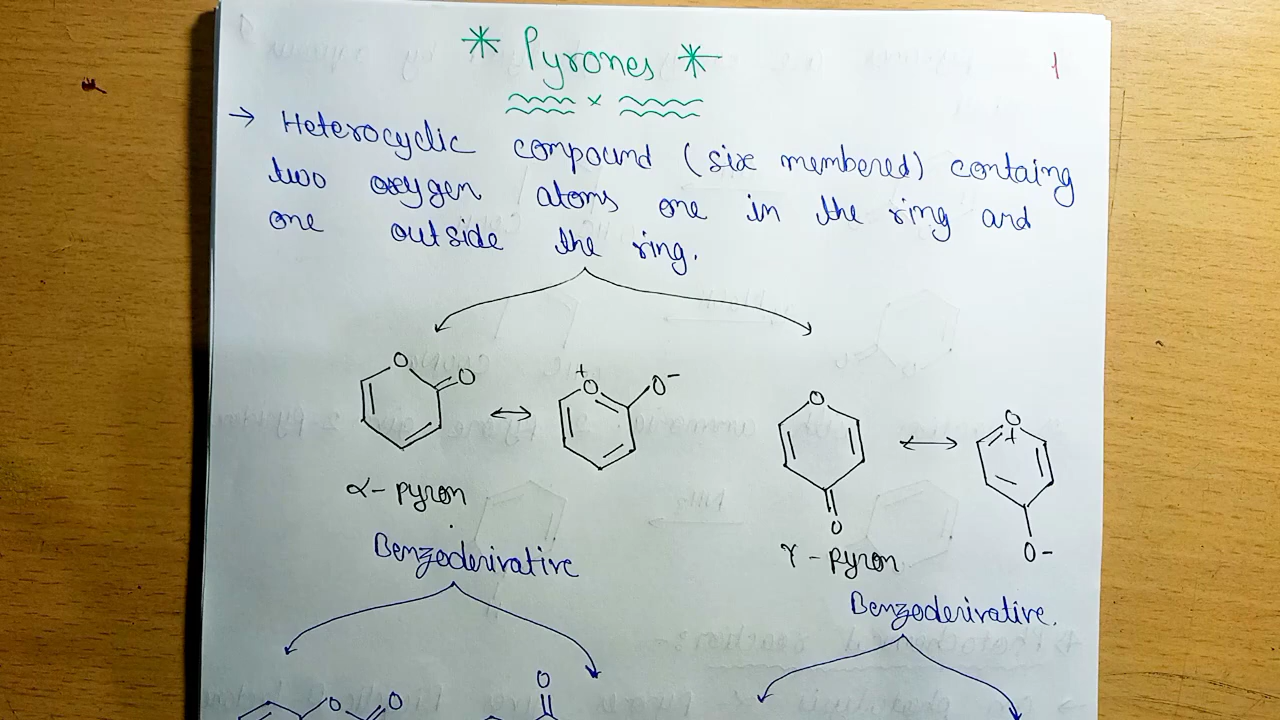 * Pyrones *
1
→ Heterocyclic compound (six membered) containg
two oxygen atoms one in the ring and
one outside the ring.
O O
+ O O-
O
O
O
+
O-
α- pyron
γ - pyron
Benzoderivative
Benzoderivative.
O O
O